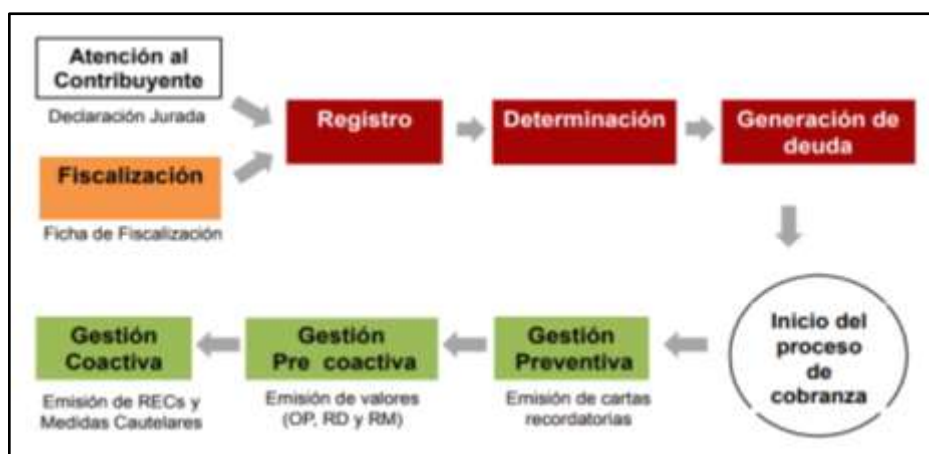 Atención al
Contribuyente
Declaración Jurada
Fiscalización
Ficha de Fiscalización
Registro
Determinación
Generación de
deuda
Inicio del
proceso
de
cobranza
Gestión
Preventiva
Emisión de cartas
recordatorias
Gestión
Pre coactiva
Emisión de valores
(OP, RD y RM)
Gestión
Coactiva
Emisión de RECs y
Medidas Cautelares